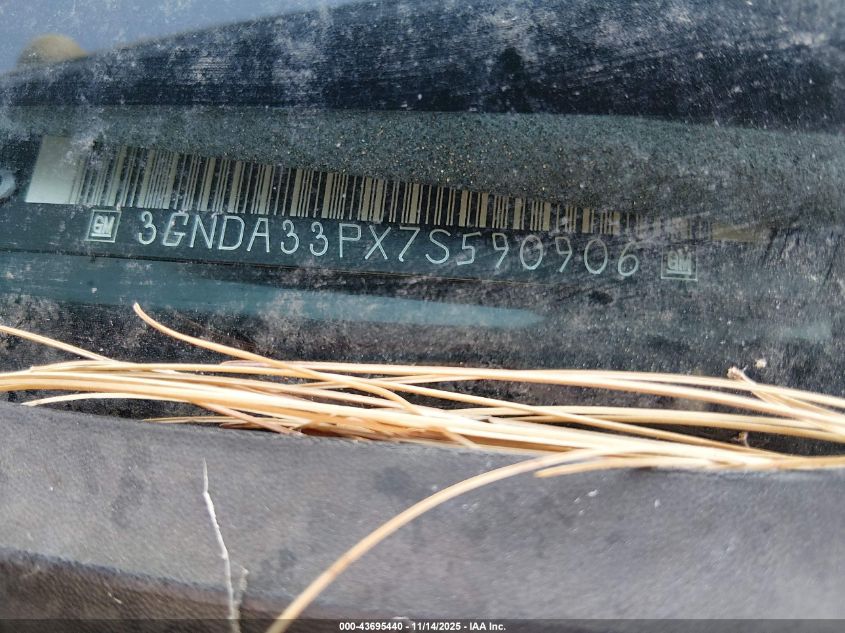 GM 3GNDA33PX7S590906 GM
000-43695440 - 11/14/2025 - IAA Inc.